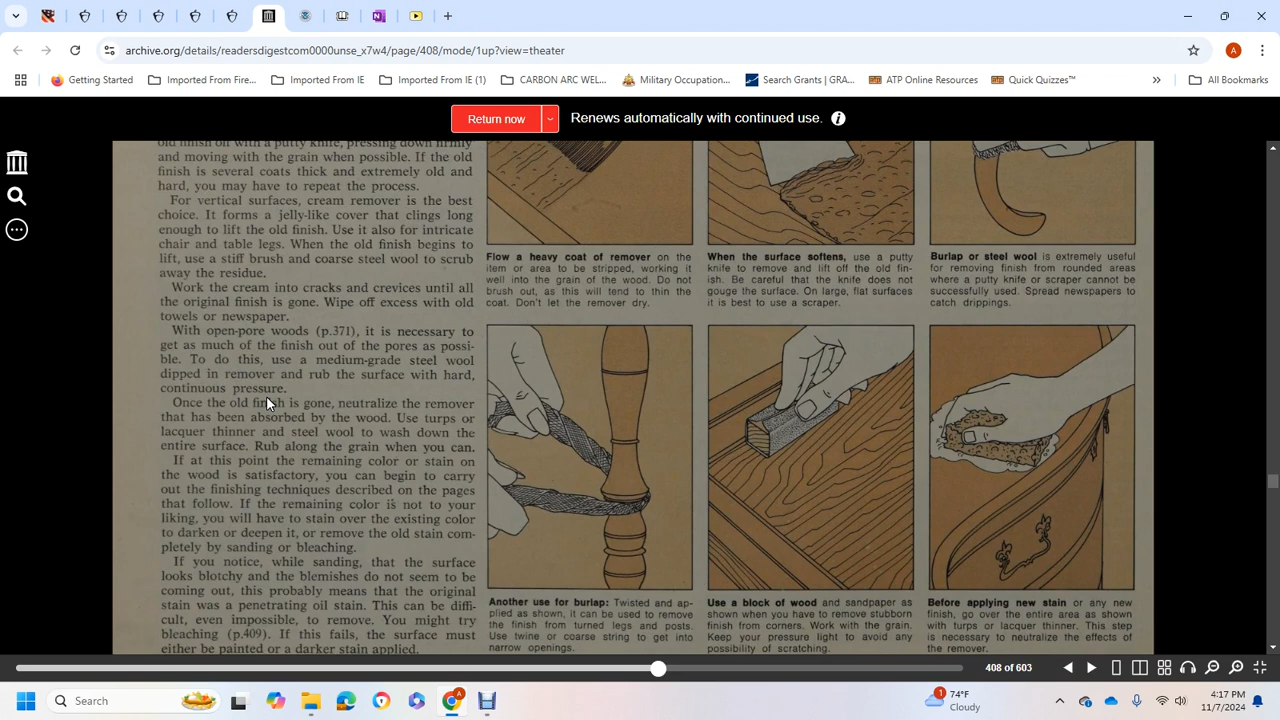 archive.org/details/readersdigestcom0000unse_x7w4/page/408/mode/1up?view=theater
A
Getting Started
Imported From Fire...
Imported From IE
Imported From IE (1)
CARBON ARC WEL...
Military Occupation...
Search Grants | GRA...
ATP Online Resources
Quick Quizzes™
»
All Bookmarks
Return now
Renews automatically with continued use.
old finish off with a putty knife, pressing down firmly
and moving with the grain when possible. If the old
finish is several coats thick and extremely old and
hard, you may have to repeat the process.
For vertical surfaces, cream remover is the best
choice. It forms a jelly-like cover that clings long
enough to lift the old finish. Use it also for intricate
chair and table legs. When the old finish begins to
lift, use a stiff brush and coarse steel wool to scrub
away the residue.
Work the cream into cracks and crevices until all
the original finish is gone. Wipe off excess with old
towels or newspaper.
With open-pore woods (p.371), it is necessary to
get as much of the finish out of the pores as possi-
ble. To do this, use a medium-grade steel wool
dipped in remover and rub the surface with hard,
continuous pressure.
Once the old finish is gone, neutralize the remover
that has been absorbed by the wood. Use turps or
lacquer thinner and steel wool to wash down the
entire surface. Rub along the grain when you can.
If at this point the remaining color or stain on
the wood is satisfactory, you can begin to carry
out the finishing techniques described on the pages
that follow. If the remaining color is not to your
liking, you will have to stain over the existing color
to darken or deepen it, or remove the old stain com-
pletely by sanding or bleaching.
If you notice, while sanding, that the surface
looks blotchy and the blemishes do not seem to be
coming out, this probably means that the original
stain was a penetrating oil stain. This can be diffi-
cult, even impossible, to remove. You might try
bleaching (p.409). If this fails, the surface must
either be painted or a darker stain applied.
Flow a heavy coat of remover on the
item or area to be stripped, working it
well into the grain of the wood. Do not
brush out, as this will tend to thin the
coat. Don't let the remover dry.
When the surface softens, use a putty
knife to remove and lift off the old fin-
ish. Be careful that the knife does not
gouge the surface. On large, flat surfaces
it is best to use a scraper.
Burlap or steel wool is extremely useful
for removing finish from rounded areas
where a putty knife or scraper cannot be
successfully used. Spread newspapers to
catch drippings.
Another use for burlap: Twisted and ap-
plied as shown, it can be used to remove
the finish from turned legs and posts.
Use twine or coarse string to get into
narrow openings.
Use a block of wood and sandpaper as
shown when you have to remove stubborn
finish from corners. Work with the grain.
Keep your pressure light to avoid any
possibility of scratching.
Before applying new stain or any new
finish, go over the entire area as shown
with turps or lacquer thinner. This step
is necessary to neutralize the effects of
the remover.
408 of 603
Search
1
74°F
Cloudy
4:17 PM
11/7/2024